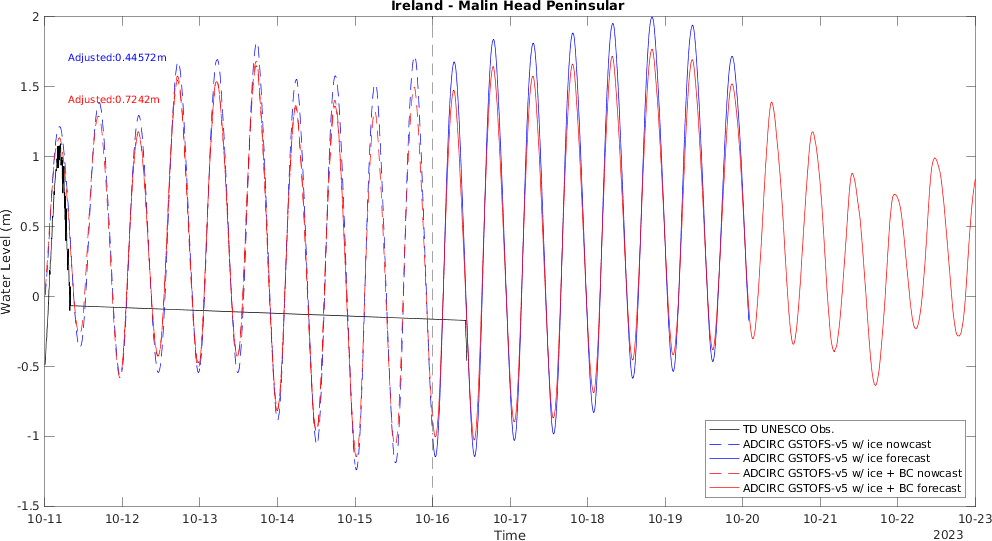 Ireland - Malin Head Peninsular
Adjusted:0.44572m
Adjusted:0.7242m
Water Level (m)
2
1.5
1
0.5
0
-0.5
-1
-1.5
10-11 10-12 10-13 10-14 10-15 10-16 10-17 10-18 10-19 10-20 10-21 10-22 10-23
Time
2023
TD UNESCO Obs.
ADCIRC GSTOFS-v5 w/ ice nowcast
ADCIRC GSTOFS-v5 w/ ice forecast
ADCIRC GSTOFS-v5 w/ ice + BC nowcast
ADCIRC GSTOFS-v5 w/ ice + BC forecast